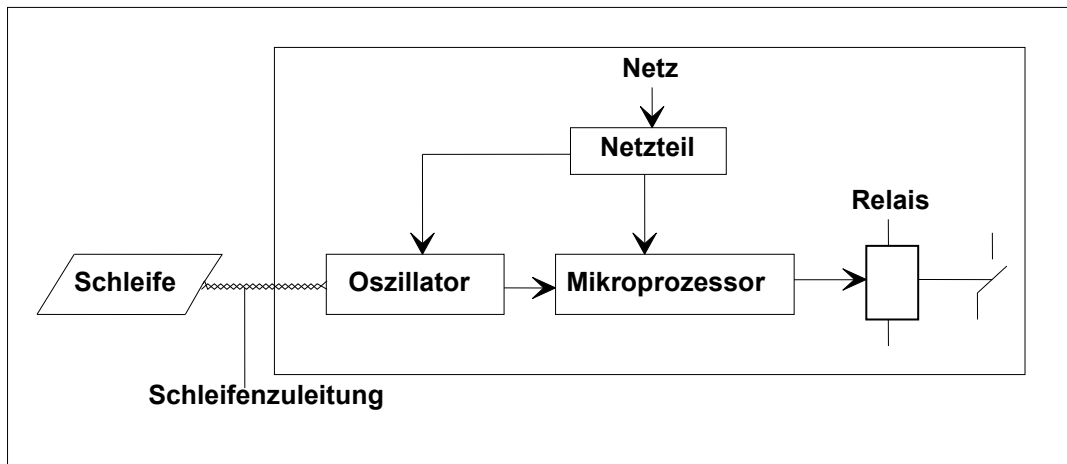 Netz
Netzteil
Relais
Schleife
Oszillator
Mikroprozessor
Schleifenzuleitung